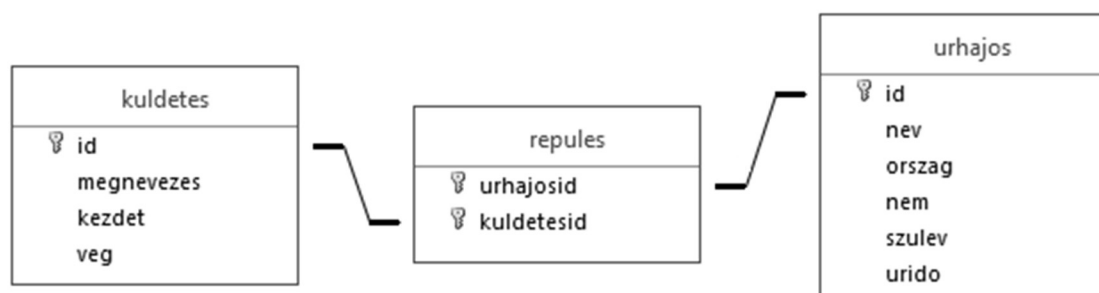 kuldetes
id
megnevezes
kezdet
veg
repules
urhajosid
kuldetesid
urhajos
id
nev
orszag
nem
szulev
urido